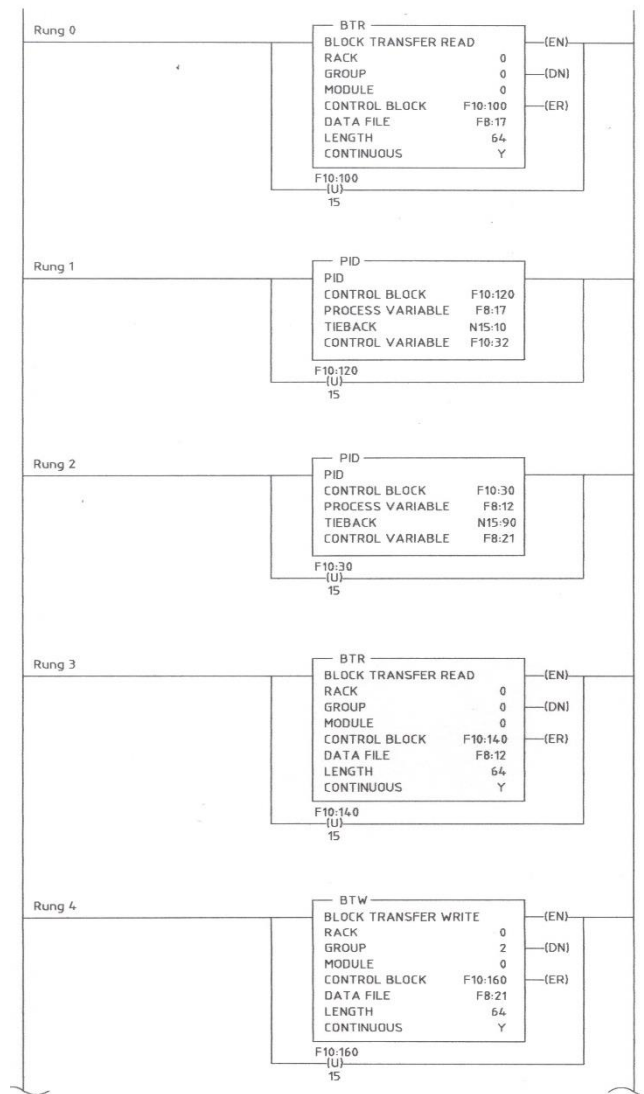 Rung 0
BTR
BLOCK TRANSFER READ (EN)
RACK 0
GROUP 0 (DN)
MODULE 0
CONTROL BLOCK F10:100 (ER)
DATA FILE F8:17
LENGTH 64
CONTINUOUS Y
F10:100
(U)
15
Rung 1
PID
PID
CONTROL BLOCK F10:120
PROCESS VARIABLE F8:17
TIEBACK N15:10
CONTROL VARIABLE F10:32
F10:120
(U)
15
Rung 2
PID
PID
CONTROL BLOCK F10:30
PROCESS VARIABLE F8:12
TIEBACK N15:90
CONTROL VARIABLE F8:21
F10:30
(U)
15
Rung 3
BTR
BLOCK TRANSFER READ (EN)
RACK 0
GROUP 0 (DN)
MODULE 0
CONTROL BLOCK F10:140 (ER)
DATA FILE F8:12
LENGTH 64
CONTINUOUS Y
F10:140
(U)
15
Rung 4
BTW
BLOCK TRANSFER WRITE (EN)
RACK 0
GROUP 2 (DN)
MODULE 0
CONTROL BLOCK F10:160 (ER)
DATA FILE F8:21
LENGTH 64
CONTINUOUS Y
F10:160
(U)
15